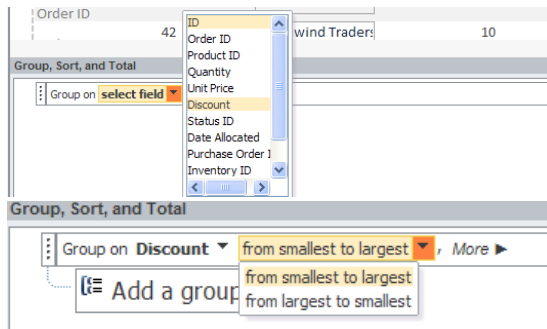 Order ID
42 wind Traders 10
Group, Sort, and Total
Group on select field
ID
Order ID
Product ID
Quantity
Unit Price
Discount
Status ID
Date Allocated
Purchase Order I
Inventory ID
Group, Sort, and Total
Group on Discount from smallest to largest , More
Add a group
from smallest to largest
from largest to smallest